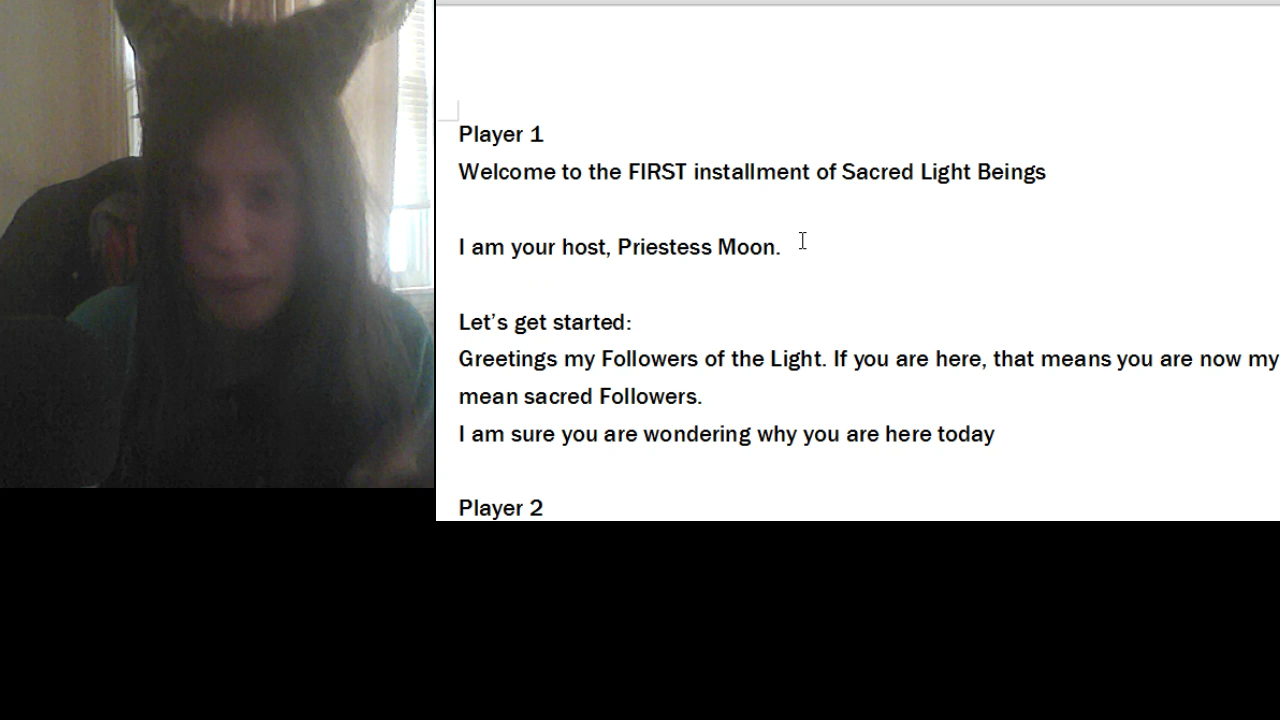 Player 1
Welcome to the FIRST installment of Sacred Light Beings
I am your host, Priestess Moon.
Let’s get started:
Greetings my Followers of the Light. If you are here, that means you are now my
mean sacred Followers.
I am sure you are wondering why you are here today
Player 2